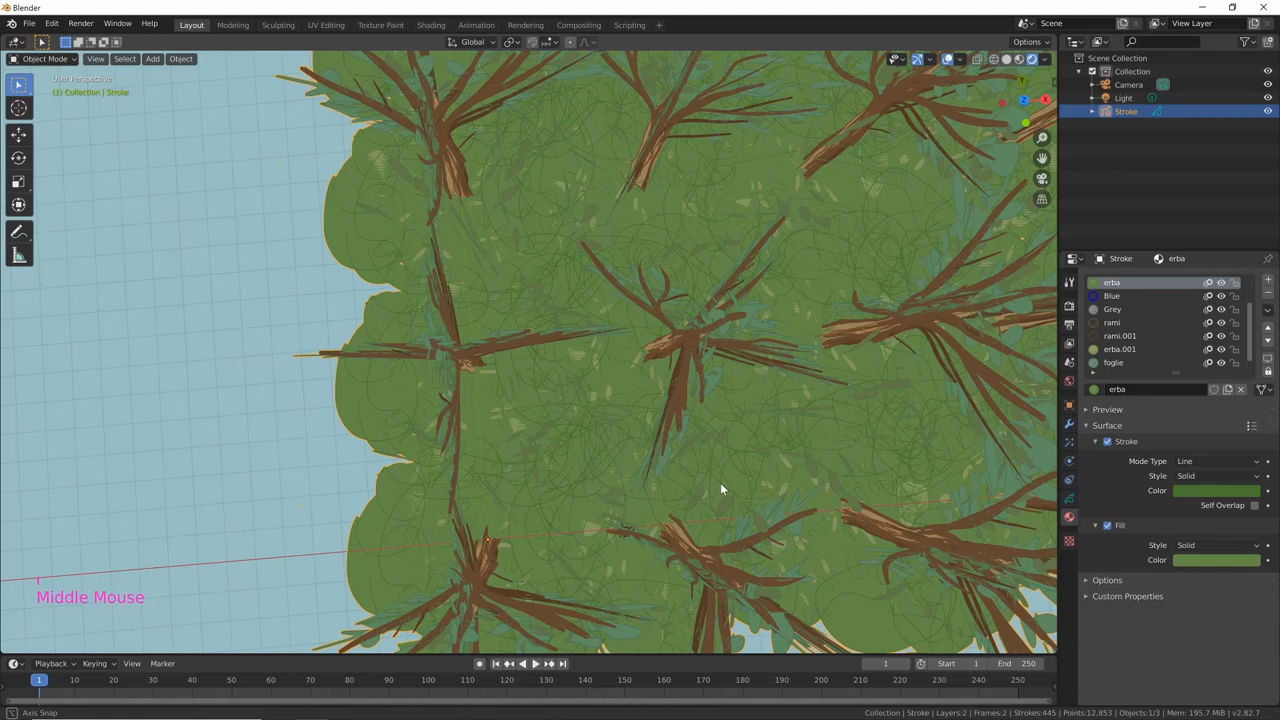 Blender
File Edit Render Window Help Layout Modeling Sculpting UV Editing Texture Paint Shading Animation Rendering Compositing Scripting + Scene View Layer
Global Options
Object Mode View Select Add Object
User Perspective
(1) Collection | Stroke
Y
Z X
Scene Collection
Collection
Camera
Light
Stroke
Stroke erba
erba
Blue
Grey
rami
rami.001
erba.001
foglie
erba
Preview
Surface
Stroke
Mode Type Line
Style Solid
Color
Self Overlap
Fill
Style Solid
Color
Options
Custom Properties
Middle Mouse
Playback Keying View Marker 1 Start 1 End 250
1 10 20 30 40 50 60 70 80 90 100 110 120 130 140 150 160 170 180 190 200 210 220 230 240 250
Axis Snap Collection | Stroke | Layers:2 | Frames:2 | Strokes:445 | Points:12,853 | Objects:1/3 | Mem: 195.7 MiB | v2.82.7